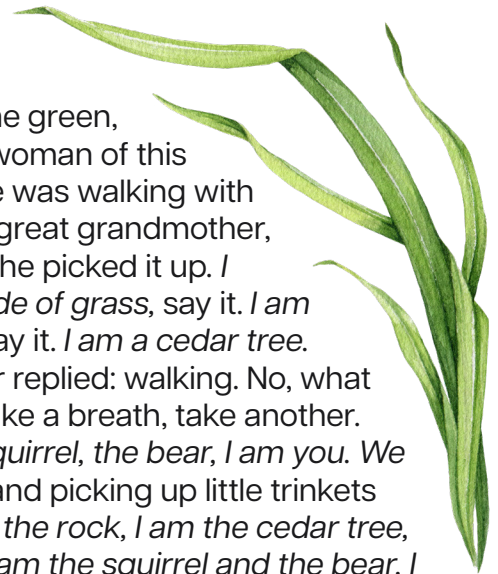 e green,
woman of this
was walking with
great grandmother,
he picked it up. I
de of grass, say it. I am
ay it. I am a cedar tree.
r replied: walking. No, what
ke a breath, take another.
quirrel, the bear, I am you. We
and picking up little trinkets
the rock, I am the cedar tree,
am the squirrel and the bear. I